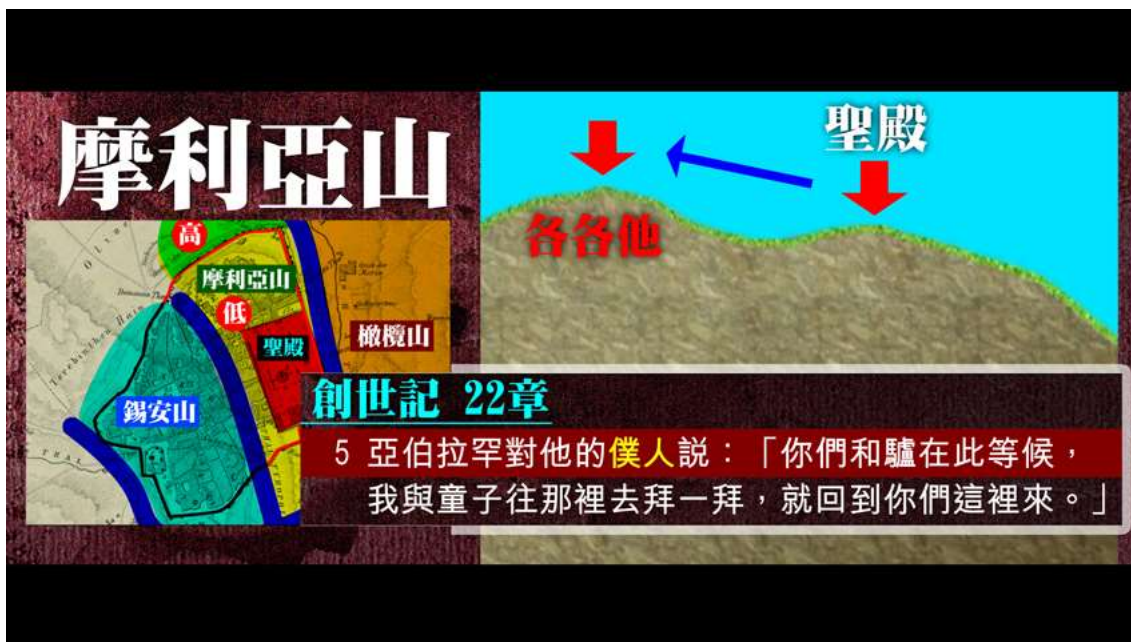 摩利亞山
聖殿
各各他
高
摩利亞山
低
聖殿
橄欖山
錫安山
創世記 22章
5 亞伯拉罕對他的僕人說：「你們和驢在此等候，
我與童子往那裡去拜一拜，就回到你們這裡來。」